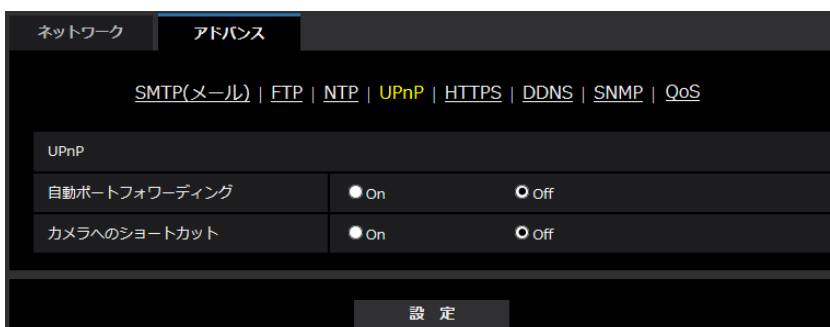 ネットワーク アドバンス
SMTP(メール) | FTP | NTP | UPnP | HTTPS | DDNS | SNMP | QoS
UPnP
自動ポートフォワーディング On Off
カメラへのショートカット On Off
設 定